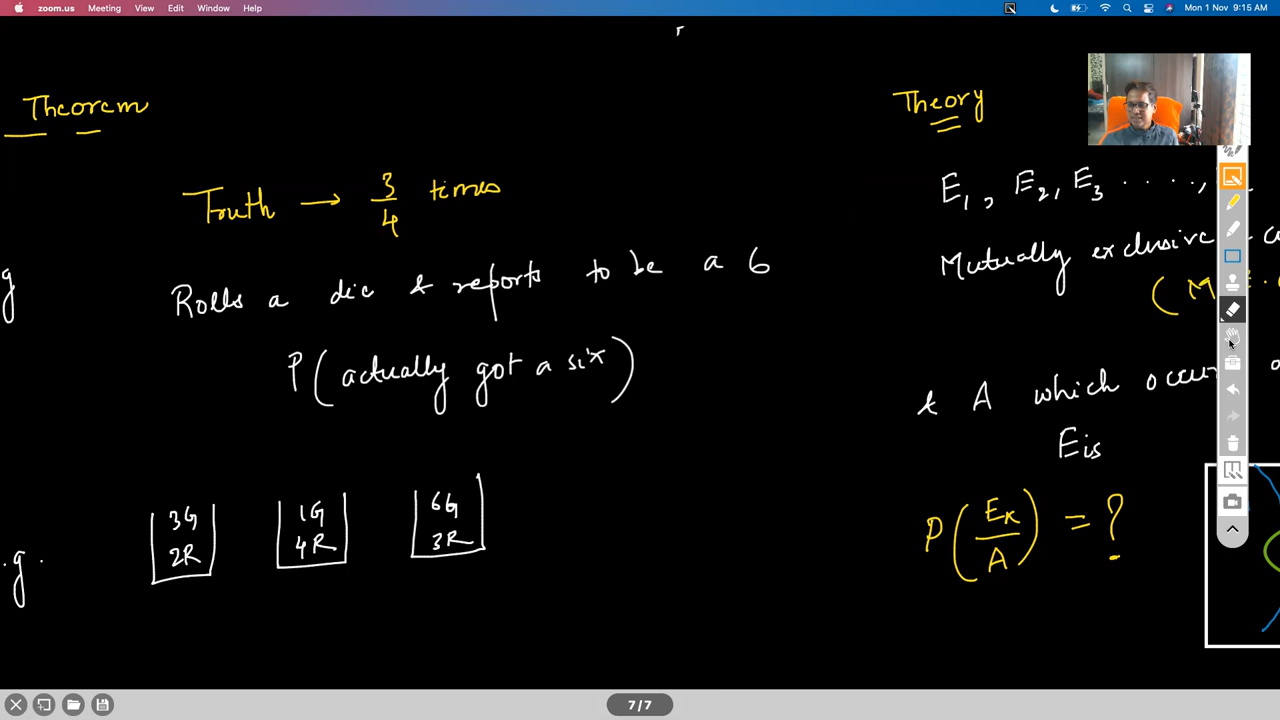 zoom.us Meeting View Edit Window Help Mon 1 Nov 9:15 AM
Theorem
Truth → 3/4 times
g
Rolls a die & reports to be a 6
P(actually got a six)
.g.
3G 1G 6G
2R 4R 3R
Theory
E1, E2, E3 . . . . .,
Mutually exclusive
& A which occur
Eis
P(EK/A) = ?
7/7